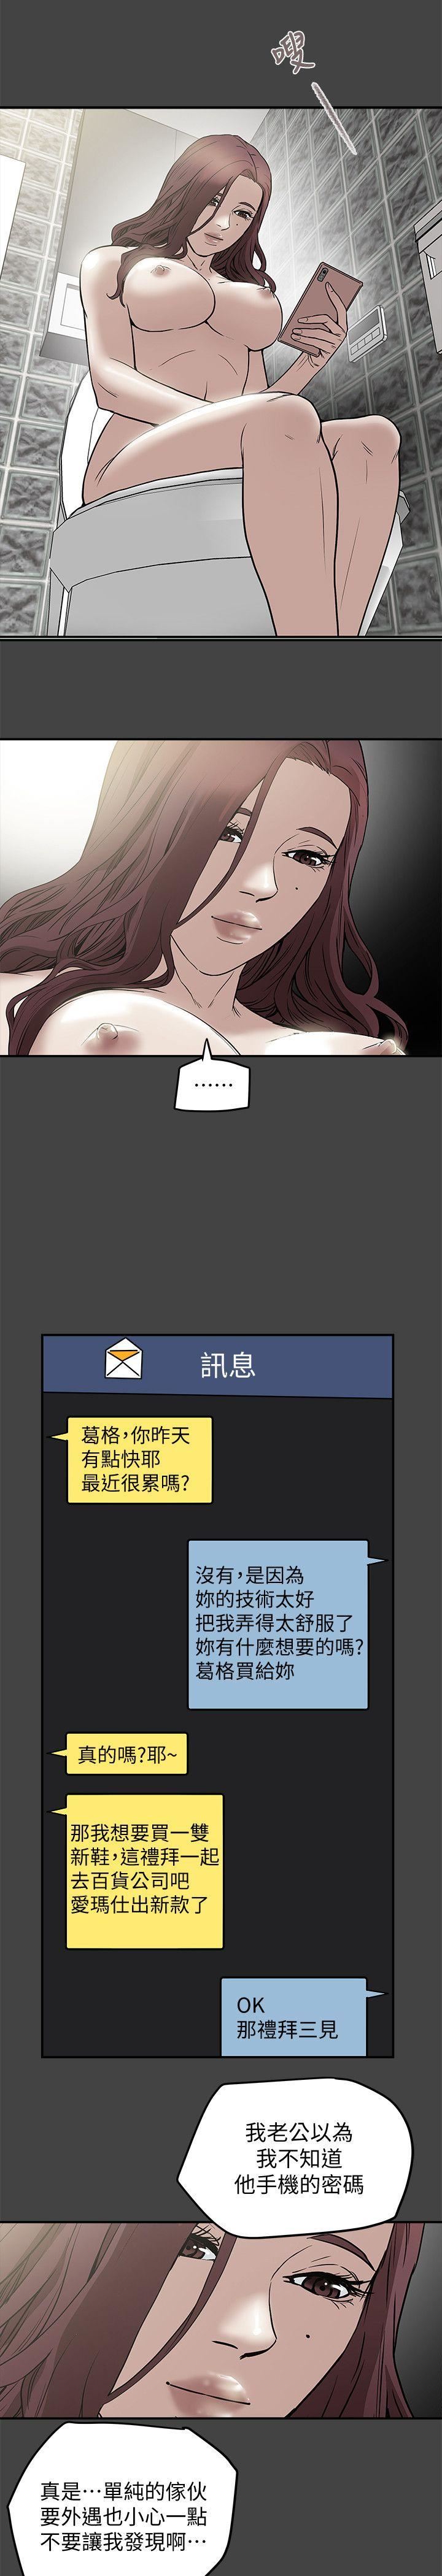 嗖
……
訊息
葛格,你昨天
有點快耶
最近很累嗎?
沒有,是因為
妳的技術太好
把我弄得太舒服了
妳有什麼想要的嗎?
葛格買給妳
真的嗎?耶~
那我想要買一雙
新鞋,這禮拜一起
去百貨公司吧
愛瑪仕出新款了
OK
那禮拜三見
我老公以為
我不知道
他手機的密碼
真是…單純的傢伙
要外遇也小心一點
不要讓我發現啊…